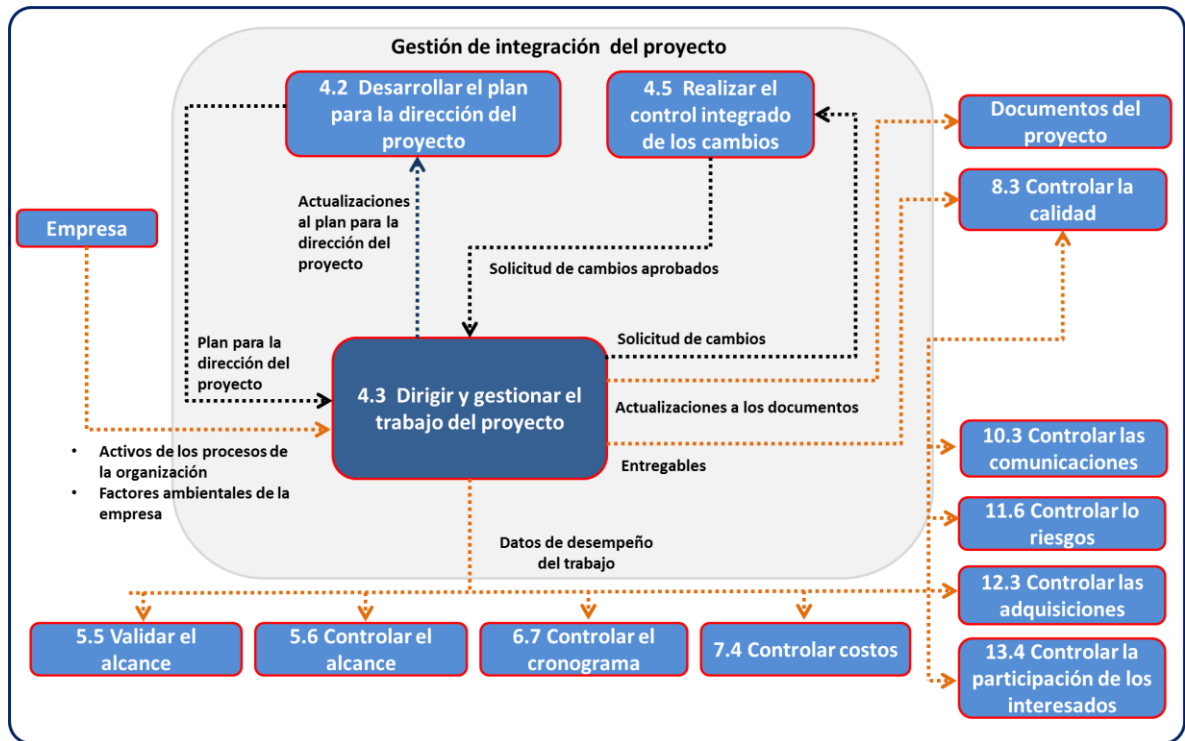 Gestión de integración del proyecto
4.2 Desarrollar el plan
para la dirección del
proyecto
4.5 Realizar el
control integrado
de los cambios
Documentos del
proyecto
8.3 Controlar la
calidad
Empresa
Actualizaciones
al plan para la
dirección del
proyecto
Solicitud de cambios aprobados
Plan para la
dirección del
proyecto
Solicitud de cambios
4.3 Dirigir y gestionar el
trabajo del proyecto
Actualizaciones a los documentos
Entregables
• Activos de los procesos de
la organización
• Factores ambientales de la
empresa
10.3 Controlar las
comunicaciones
11.6 Controlar lo
riesgos
Datos de desempeño
del trabajo
12.3 Controlar las
adquisiciones
5.5 Validar el
alcance
5.6 Controlar el
alcance
6.7 Controlar el
cronograma
7.4 Controlar costos
13.4 Controlar la
participación de los
interesados